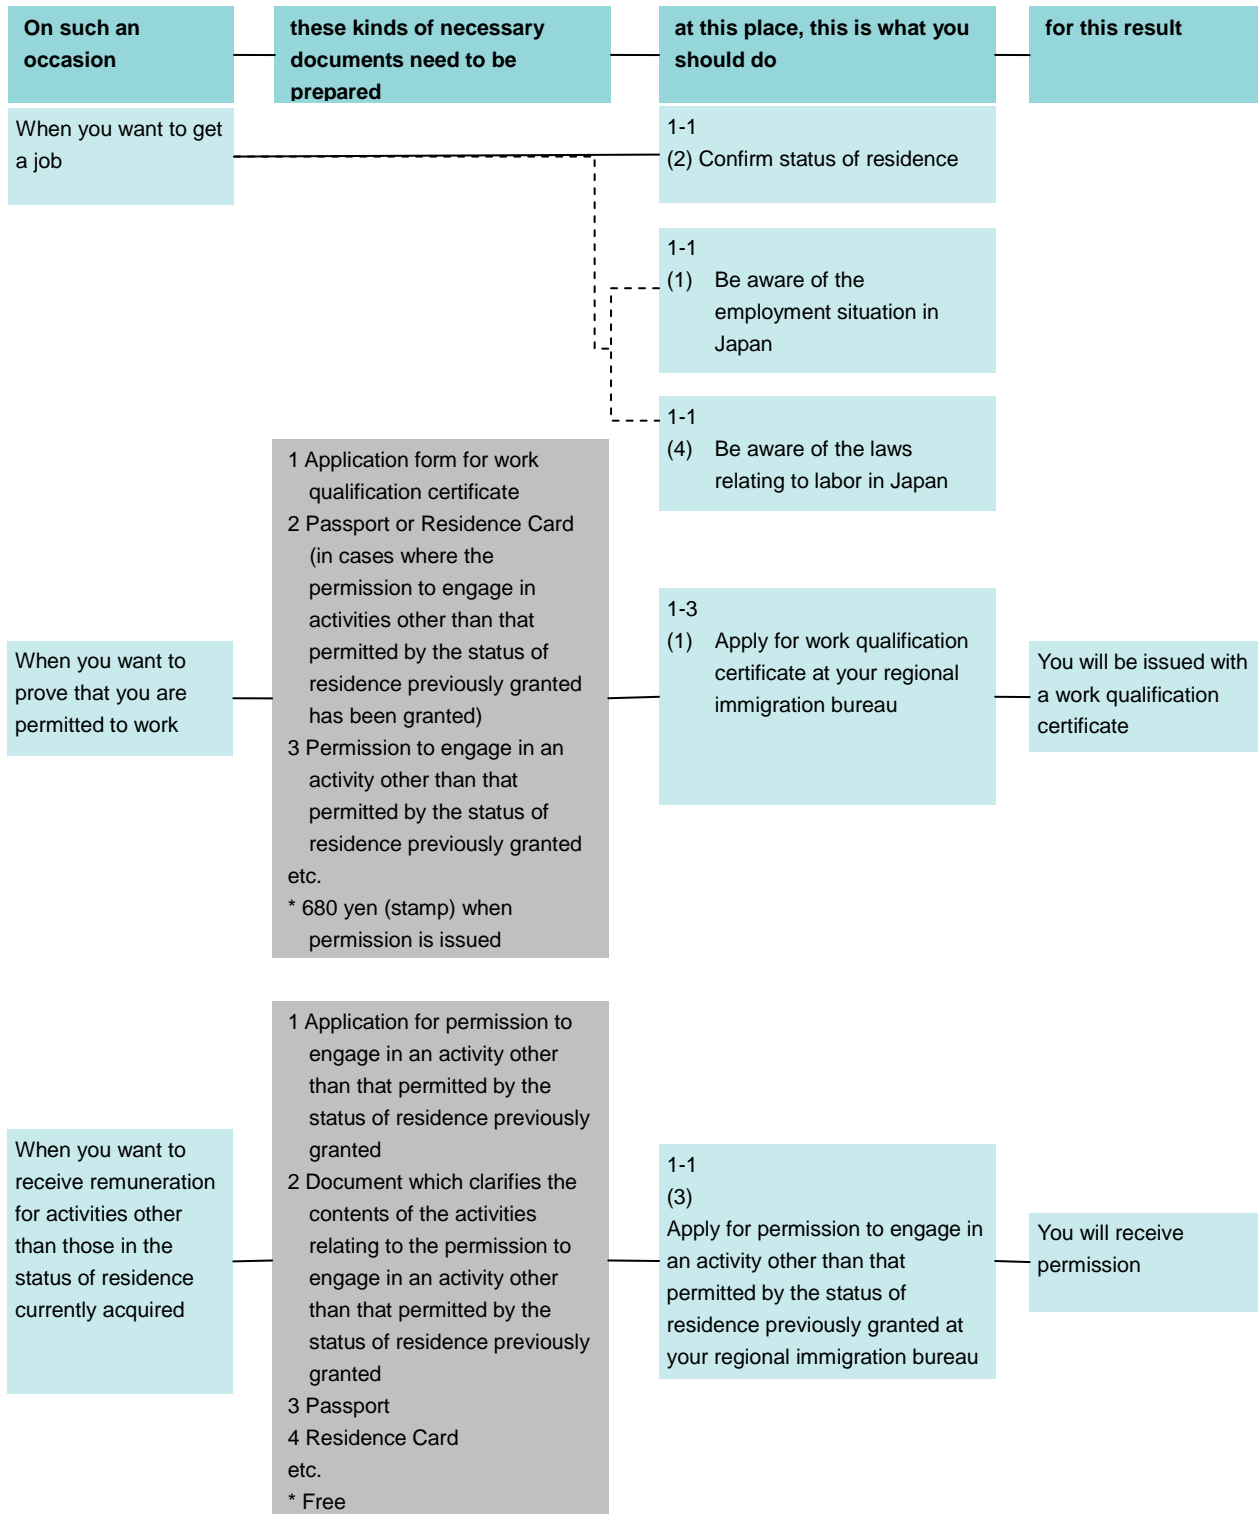 On such an
occasion
these kinds of necessary
documents need to be
prepared
at this place, this is what you
should do
for this result
When you want to get
a job
1-1
(2) Confirm status of residence
1-1
(1) Be aware of the
employment situation in
Japan
1-1
(4) Be aware of the laws
relating to labor in Japan
When you want to
prove that you are
permitted to work
1 Application form for work
qualification certificate
2 Passport or Residence Card
(in cases where the
permission to engage in
activities other than that
permitted by the status of
residence previously granted
has been granted)
3 Permission to engage in an
activity other than that
permitted by the status of
residence previously granted
etc.
* 680 yen (stamp) when
permission is issued
1-3
(1) Apply for work qualification
certificate at your regional
immigration bureau
You will be issued with
a work qualification
certificate
When you want to
receive remuneration
for activities other
than those in the
status of residence
currently acquired
1 Application for permission to
engage in an activity other
than that permitted by the
status of residence previously
granted
2 Document which clarifies the
contents of the activities
relating to the permission to
engage in an activity other
than that permitted by the
status of residence previously
granted
3 Passport
4 Residence Card
etc.
* Free
1-1
(3)
Apply for permission to engage in
an activity other than that
permitted by the status of
residence previously granted at
your regional immigration bureau
You will receive
permission